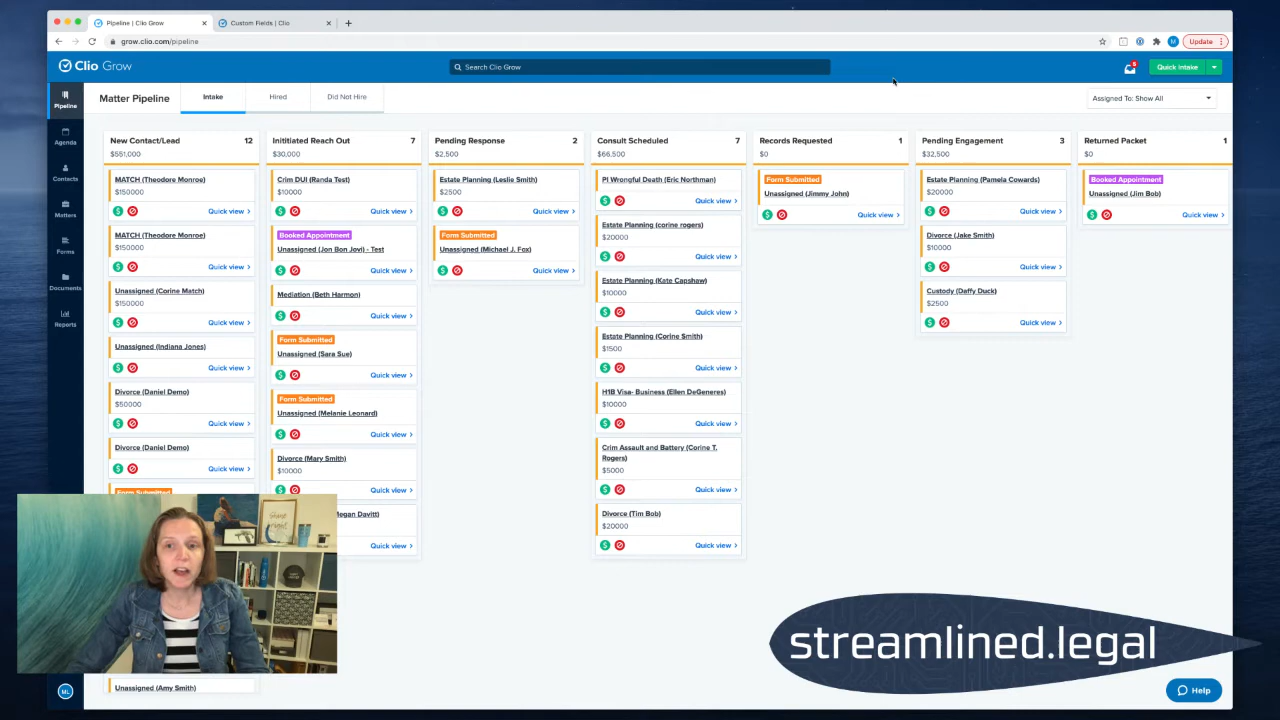 Pipeline | Clio Grow
Custom Fields | Clio
grow.clio.com/pipeline
Update
Clio Grow
Search Clio Grow
6
Quick Intake
Pipeline
Agenda
Contacts
Matters
Forms
Documents
Reports
ML
Matter Pipeline
Intake
Hired
Did Not Hire
Assigned To: Show All
New Contact/Lead 12
$551,000
MATCH (Theodore Monroe)
$150000
Quick view >
MATCH (Theodore Monroe)
$150000
Quick view >
Unassigned (Corine Match)
$150000
Quick view >
Unassigned (Indiana Jones)
Quick view >
Divorce (Daniel Demo)
$50000
Quick view >
Divorce (Daniel Demo)
Quick view >
Form Submitted
Unassigned (Amy Smith)
Inititiated Reach Out 7
$30,000
Crim DUI (Randa Test)
$10000
Quick view >
Booked Appointment
Unassigned (Jon Bon Jovi) - Test
Quick view >
Mediation (Beth Harmon)
Quick view >
Form Submitted
Unassigned (Sara Sue)
Quick view >
Form Submitted
Unassigned (Melanie Leonard)
Quick view >
Divorce (Mary Smith)
$10000
Quick view >
Megan Davitt)
Quick view >
Pending Response 2
$2,500
Estate Planning (Leslie Smith)
$2500
Quick view >
Form Submitted
Unassigned (Michael J. Fox)
Quick view >
Consult Scheduled 7
$66,500
PI Wrongful Death (Eric Northman)
Quick view >
Estate Planning (corine rogers)
$20000
Quick view >
Estate Planning (Kate Capshaw)
$10000
Quick view >
Estate Planning (Corine Smith)
$1500
Quick view >
H1B Visa- Business (Ellen DeGeneres)
$10000
Quick view >
Crim Assault and Battery (Corine T.
Rogers)
$5000
Quick view >
Divorce (Tim Bob)
$20000
Quick view >
Records Requested 1
$0
Form Submitted
Unassigned (Jimmy John)
Quick view >
Pending Engagement 3
$32,500
Estate Planning (Pamela Cowards)
$20000
Quick view >
Divorce (Jake Smith)
$10000
Quick view >
Custody (Daffy Duck)
$2500
Quick view >
Returned Packet 1
$0
Booked Appointment
Unassigned (Jim Bob)
Quick view >
streamlined.legal
Help